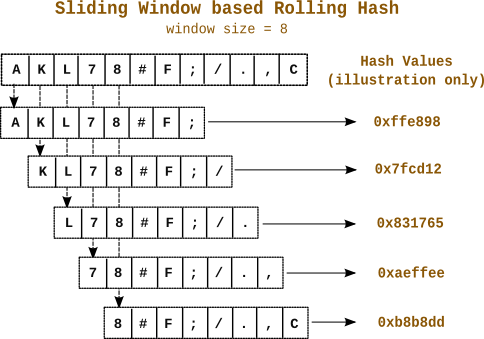 Sliding Window based Rolling Hash
window size = 8
A K L 7 8 # F ; / . , C
Hash Values
(illustration only)
A K L 7 8 # F ; 0xffe898
K L 7 8 # F ; / 0x7fcd12
L 7 8 # F ; / . 0x831765
7 8 # F ; / . , 0xaeffee
8 # F ; / . , C 0xb8b8dd